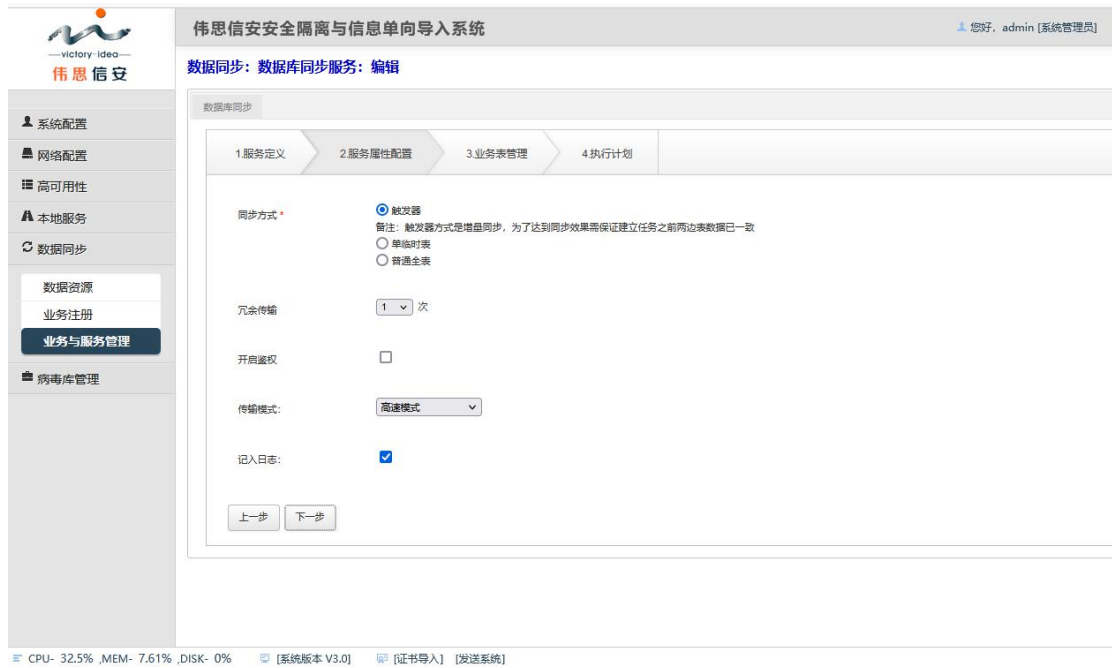 victory-idea
伟思信安
伟思信安安全隔离与信息单向导入系统
您好，admin [系统管理员]
数据同步：数据库同步服务：编辑
系统配置
网络配置
高可用性
本地服务
数据同步
数据资源
业务注册
业务与服务管理
病毒库管理
数据库同步
1.服务定义 2.服务属性配置 3.业务表管理 4.执行计划
同步方式 * 触发器
备注：触发器方式是增量同步，为了达到同步效果需保证建立任务之前两边表数据已一致
单临时表
普通全表
冗余传输 1 次
开启鉴权
传输模式: 高速模式
记入日志:
上一步 下一步
CPU- 32.5% ,MEM- 7.61% ,DISK- 0% [系统版本 V3.0] [证书导入] [发送系统]